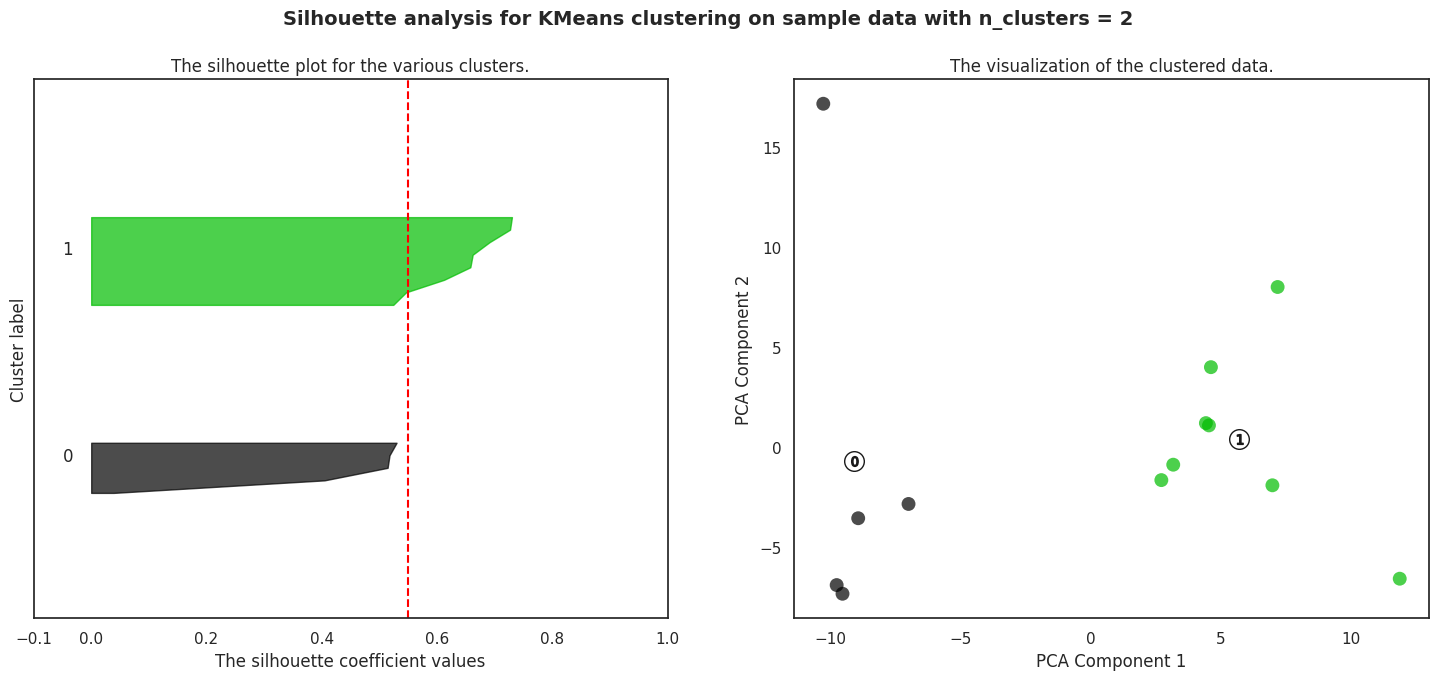 Silhouette analysis for KMeans clustering on sample data with n_clusters = 2
The silhouette plot for the various clusters.
Cluster label
1
0
−0.1 0.0 0.2 0.4 0.6 0.8 1.0
The silhouette coefficient values
The visualization of the clustered data.
PCA Component 2
15
10
5
0
−5
0
1
−10 −5 0 5 10
PCA Component 1